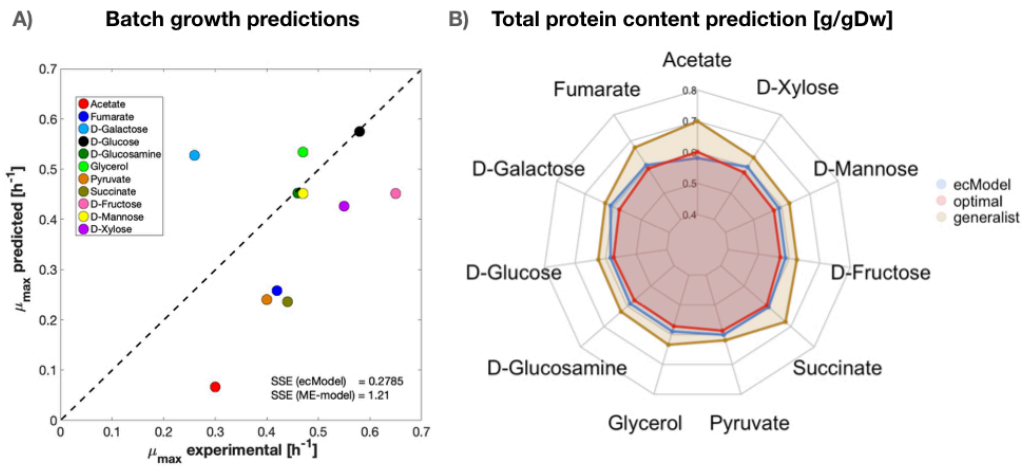 A) Batch growth predictions
0.7
0.6
0.5
0.4
0.3
0.2
0.1
0
0 0.1 0.2 0.3 0.4 0.5 0.6 0.7
μmax predicted [h-1]
μmax experimental [h-1]
Acetate
Fumarate
D-Galactose
D-Glucose
D-Glucosamine
Glycerol
Pyruvate
Succinate
D-Fructose
D-Mannose
D-Xylose
SSE (ecModel) = 0.2785
SSE (ME-model) = 1.21
B) Total protein content prediction [g/gDw]
Acetate
Fumarate D-Xylose
D-Galactose D-Mannose
D-Glucose D-Fructose
D-Glucosamine Succinate
Glycerol Pyruvate
0.8
0.7
0.6
0.5
0.4
ecModel
optimal
generalist